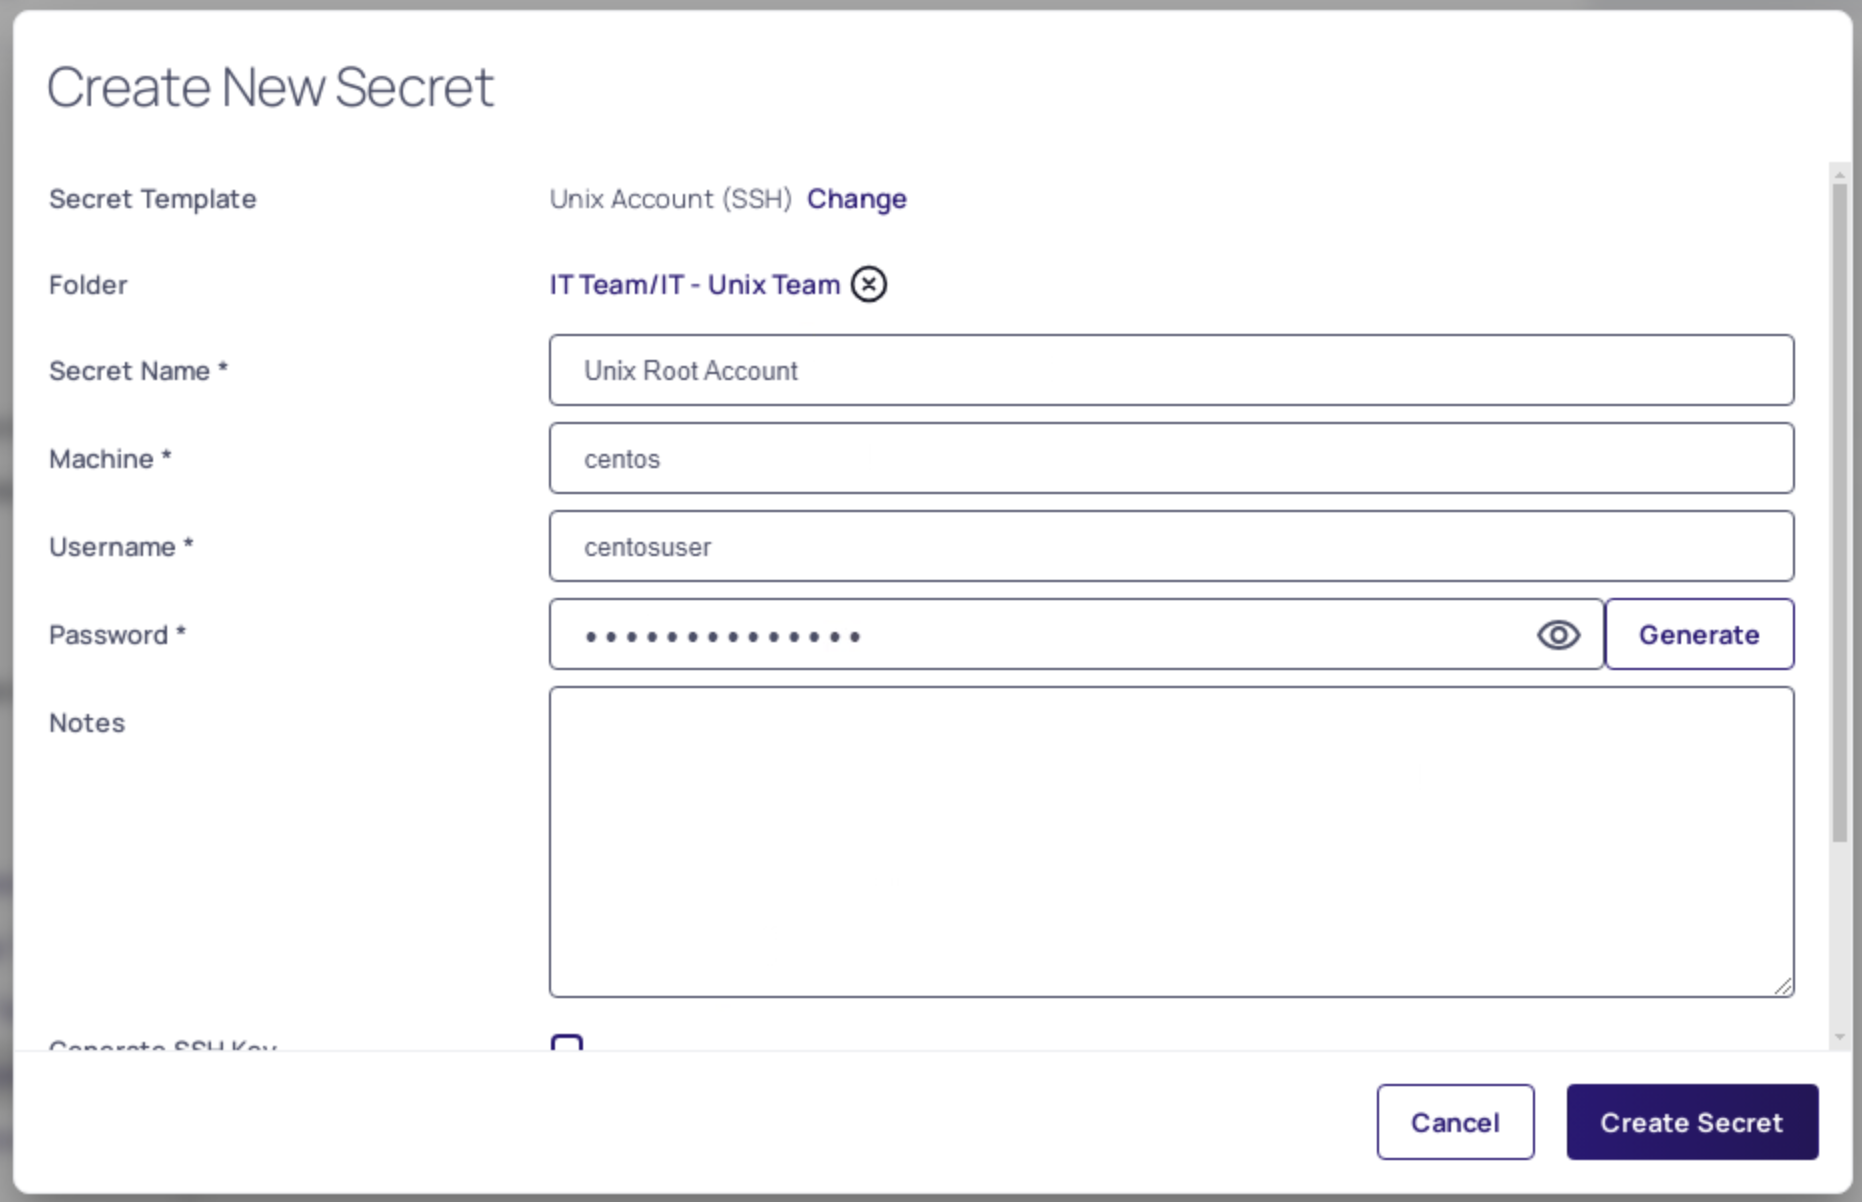 Create New Secret
Secret Template Unix Account (SSH) Change
Folder IT Team/IT - Unix Team
Secret Name * Unix Root Account
Machine * centos
Username * centosuser
Password * •••••••••••••• Generate
Notes
Generate SSH Key
Cancel Create Secret